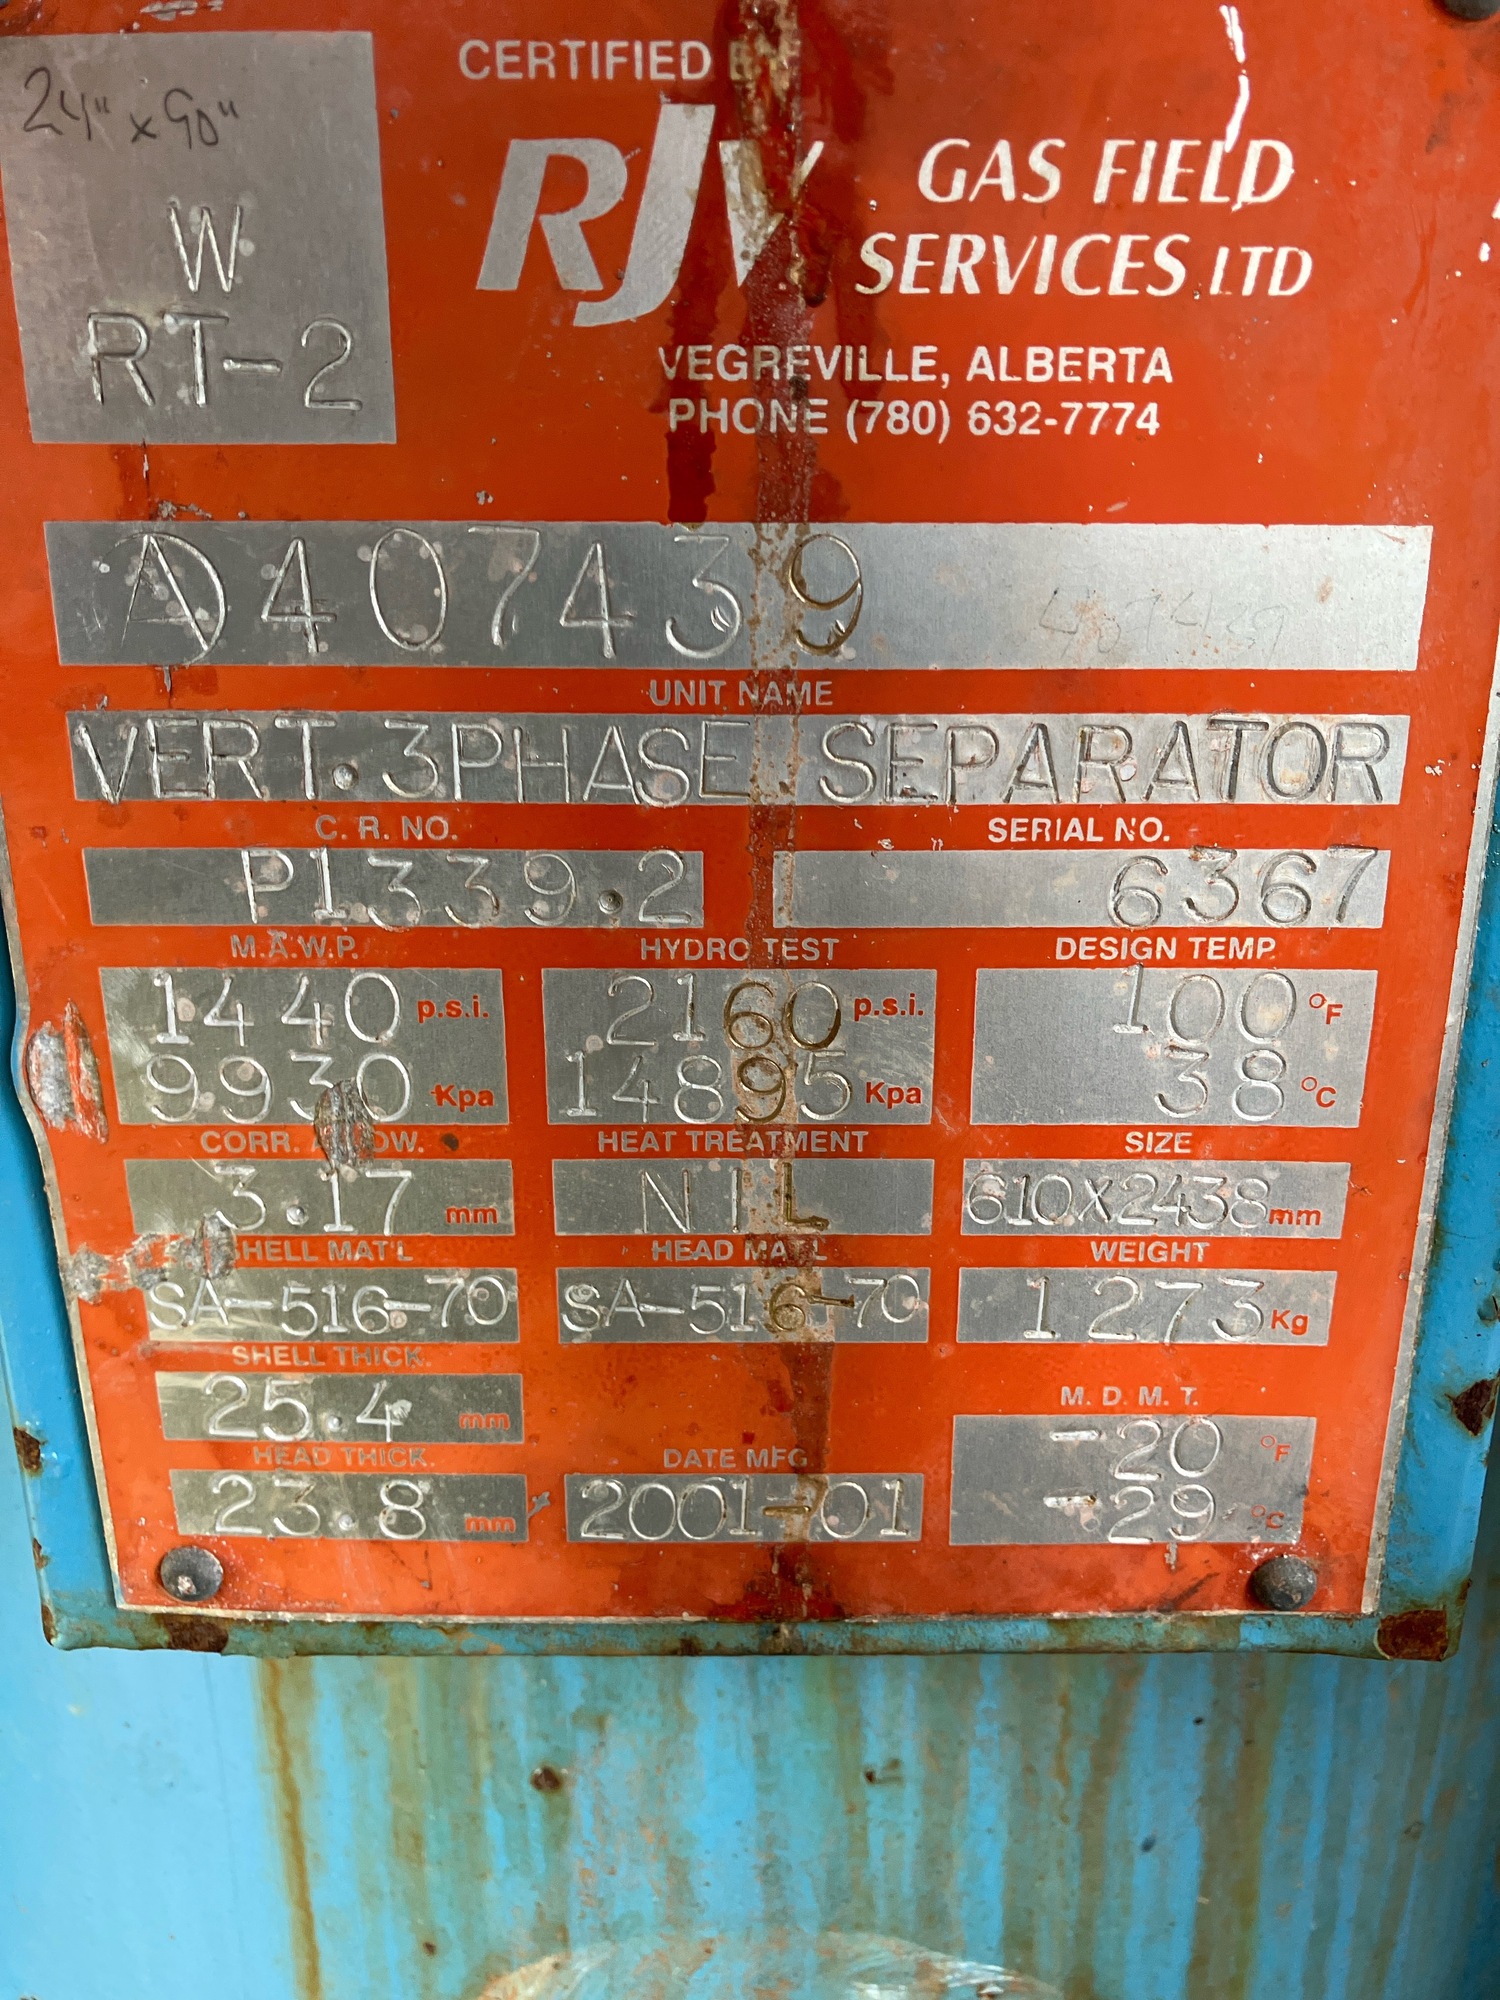 24" x 90"
W
RT-2
CERTIFIED BY
RJV GAS FIELD SERVICES LTD
VEGREVILLE, ALBERTA
PHONE (780) 632-7774
A 407439 407439
UNIT NAME
VERT. 3PHASE SEPARATOR
C. R. NO. SERIAL NO.
P1339.2 6367
M.A.W.P. HYDRO TEST DESIGN TEMP.
1440 p.s.i. 2160 p.s.i. 100 °F
9930 Kpa 14895 Kpa 38 °C
CORR. ALLOW. HEAT TREATMENT SIZE
3.17 mm NIL 610X2438mm
SHELL MAT'L HEAD MAT'L WEIGHT
SA-516-70 SA-516-70 1273 Kg
SHELL THICK.
25.4 mm M. D. M. T.
HEAD THICK. DATE MFG -20 °F
23.8 mm 2001-01 -29 °C